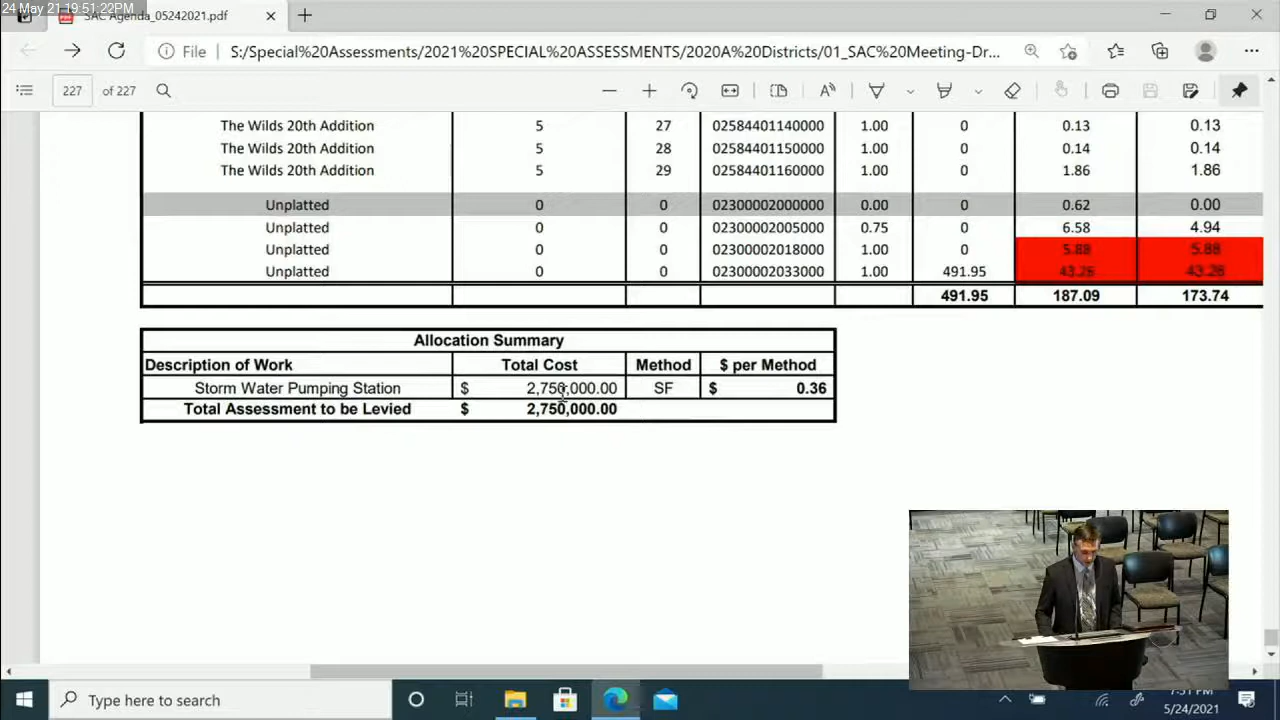 24 May 21 19:51:22PM
SAC Agenda_05242021.pdf
File S:/Special%20Assessments/2021%20SPECIAL%20ASSESSMENTS/2020A%20Districts/01_SAC%20Meeting-Dr...
227 of 227
The Wilds 20th Addition 5 27 02584401140000 1.00 0 0.13 0.13
The Wilds 20th Addition 5 28 02584401150000 1.00 0 0.14 0.14
The Wilds 20th Addition 5 29 02584401160000 1.00 0 1.86 1.86
Unplatted 0 0 02300002000000 0.00 0 0.62 0.00
Unplatted 0 0 02300002005000 0.75 0 6.58 4.94
Unplatted 0 0 02300002018000 1.00 0 5.88 5.88
Unplatted 0 0 02300002033000 1.00 491.95 43.26 43.26
491.95 187.09 173.74
Allocation Summary
Description of Work Total Cost Method $ per Method
Storm Water Pumping Station $ 2,750,000.00 SF $ 0.36
Total Assessment to be Levied $ 2,750,000.00
Type here to search
7:51 PM
5/24/2021